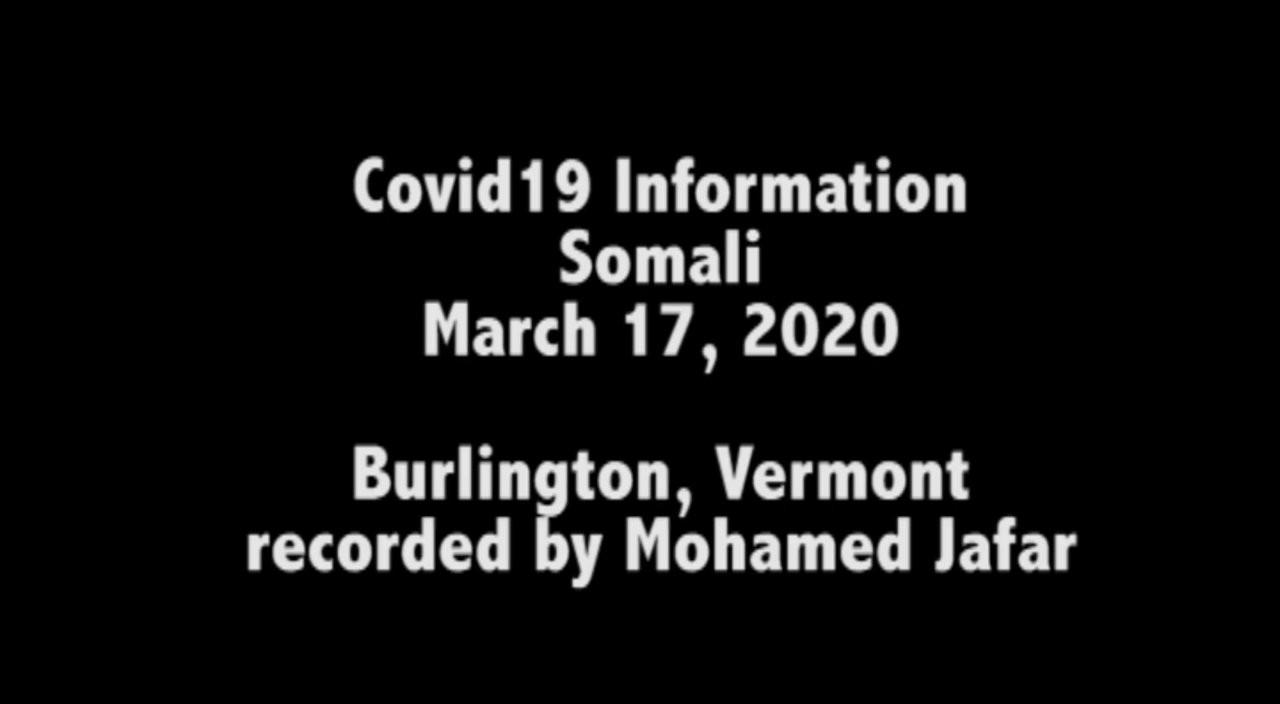 Covid19 Information
Somali
March 17, 2020
Burlington, Vermont
recorded by Mohamed Jafar